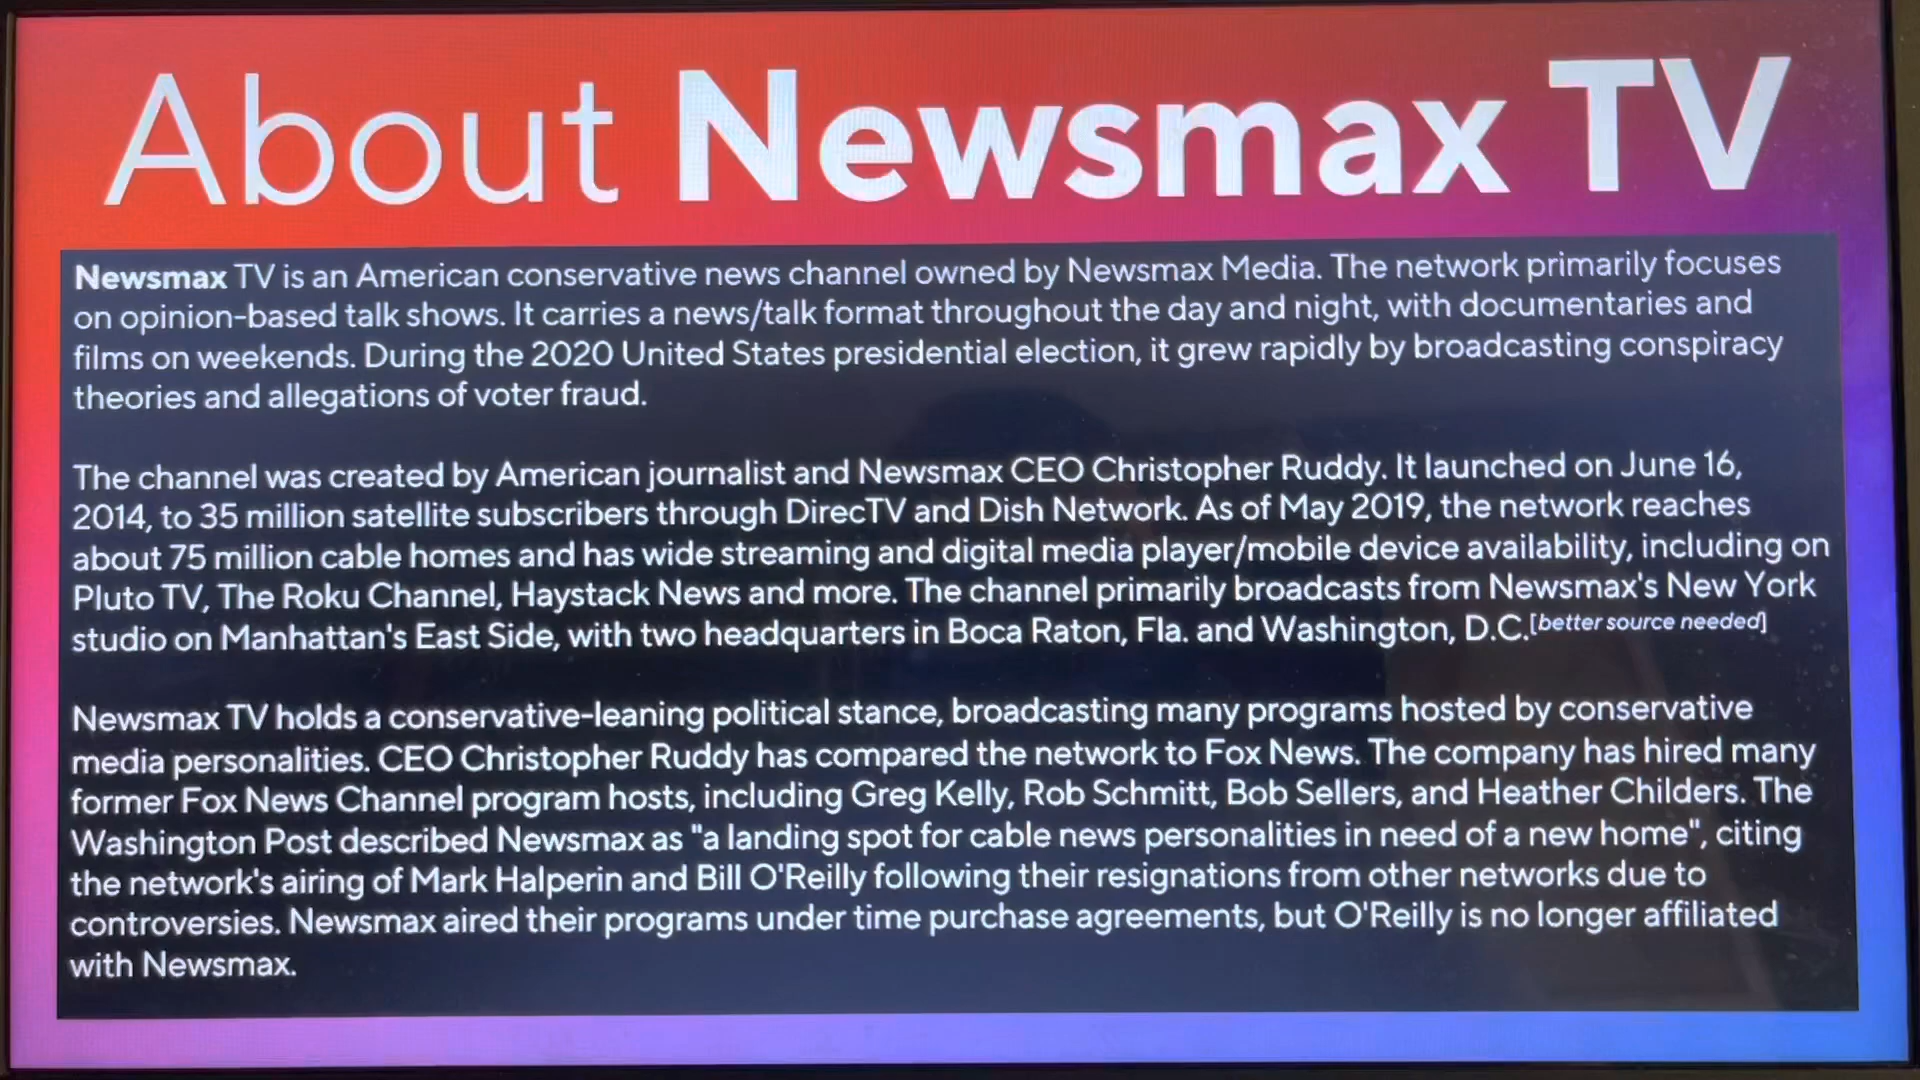 About Newsmax TV
Newsmax TV is an American conservative news channel owned by Newsmax Media. The network primarily focuses
on opinion-based talk shows. It carries a news/talk format throughout the day and night, with documentaries and
films on weekends. During the 2020 United States presidential election, it grew rapidly by broadcasting conspiracy
theories and allegations of voter fraud.
The channel was created by American journalist and Newsmax CEO Christopher Ruddy. It launched on June 16,
2014, to 35 million satellite subscribers through DirecTV and Dish Network. As of May 2019, the network reaches
about 75 million cable homes and has wide streaming and digital media player/mobile device availability, including on
Pluto TV, The Roku Channel, Haystack News and more. The channel primarily broadcasts from Newsmax's New York
studio on Manhattan's East Side, with two headquarters in Boca Raton, Fla. and Washington, D.C.[better source needed]
Newsmax TV holds a conservative-leaning political stance, broadcasting many programs hosted by conservative
media personalities. CEO Christopher Ruddy has compared the network to Fox News. The company has hired many
former Fox News Channel program hosts, including Greg Kelly, Rob Schmitt, Bob Sellers, and Heather Childers. The
Washington Post described Newsmax as "a landing spot for cable news personalities in need of a new home", citing
the network's airing of Mark Halperin and Bill O'Reilly following their resignations from other networks due to
controversies. Newsmax aired their programs under time purchase agreements, but O'Reilly is no longer affiliated
with Newsmax.